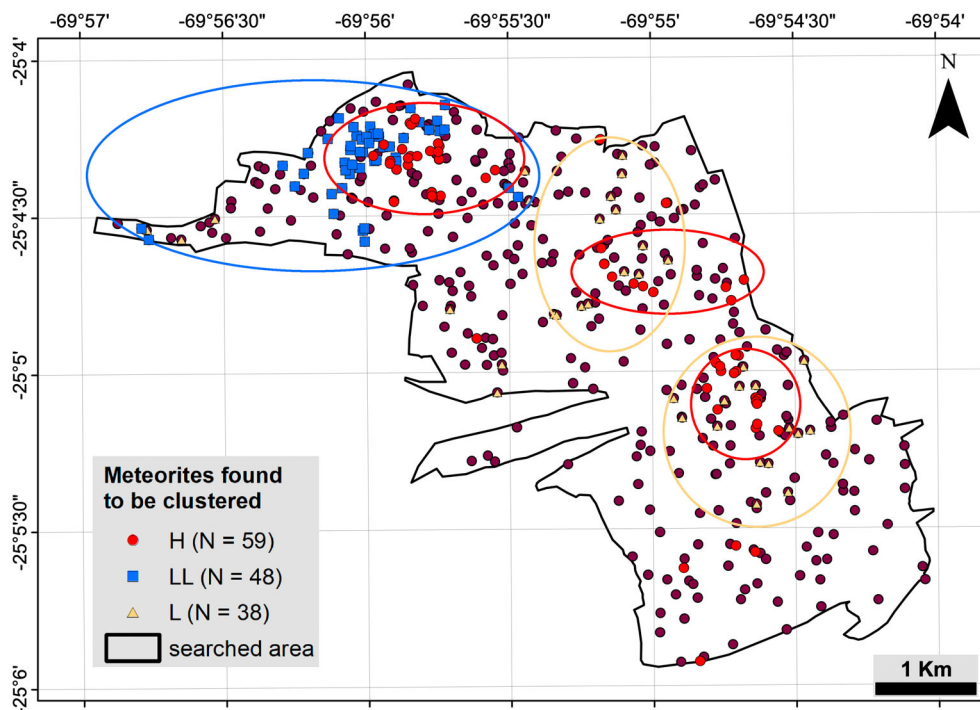 -69°57' -69°56'30" -69°56' -69°55'30" -69°55' -69°54'30" -69°54'
-25°4'
N
-25°4'30"
-25°5'
Meteorites found
to be clustered
H (N = 59)
-25°5'30"
LL (N = 48)
L (N = 38)
searched area
1 Km
-25°6'